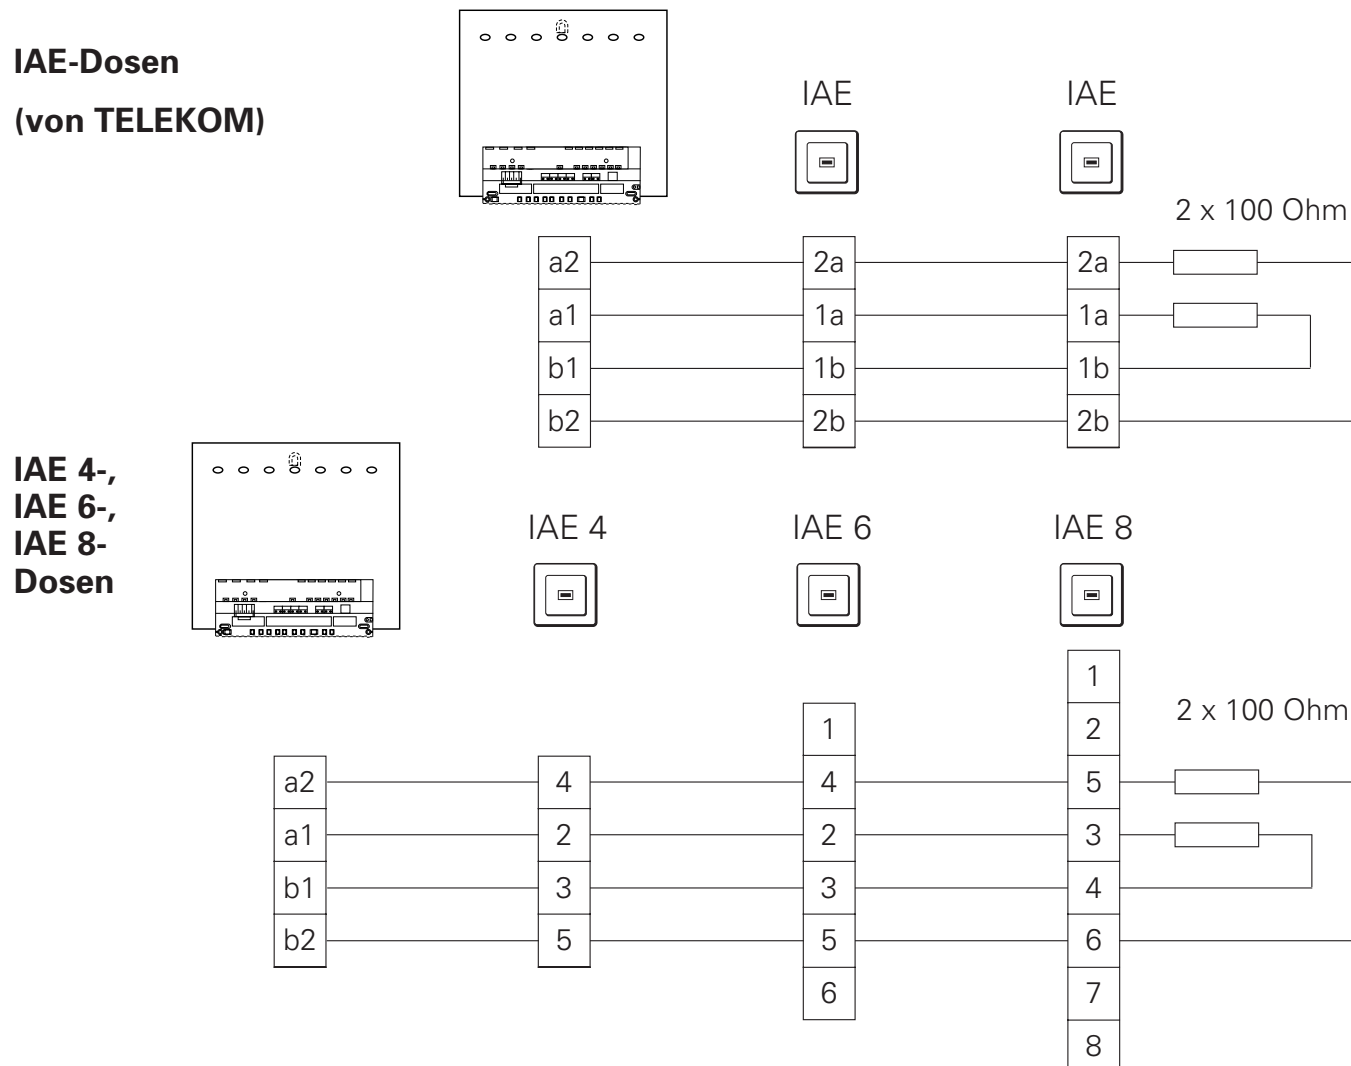 IAE-Dosen
(von TELEKOM)
IAE
IAE
2 x 100 Ohm
a2 2a 2a
a1 1a 1a
b1 1b 1b
b2 2b 2b
IAE 4-,
IAE 6-,
IAE 8-
Dosen
IAE 4
IAE 6
IAE 8
1
2 x 100 Ohm
1 2
a2 4 4 5
a1 2 2 3
b1 3 3 4
b2 5 5 6
6 7
8